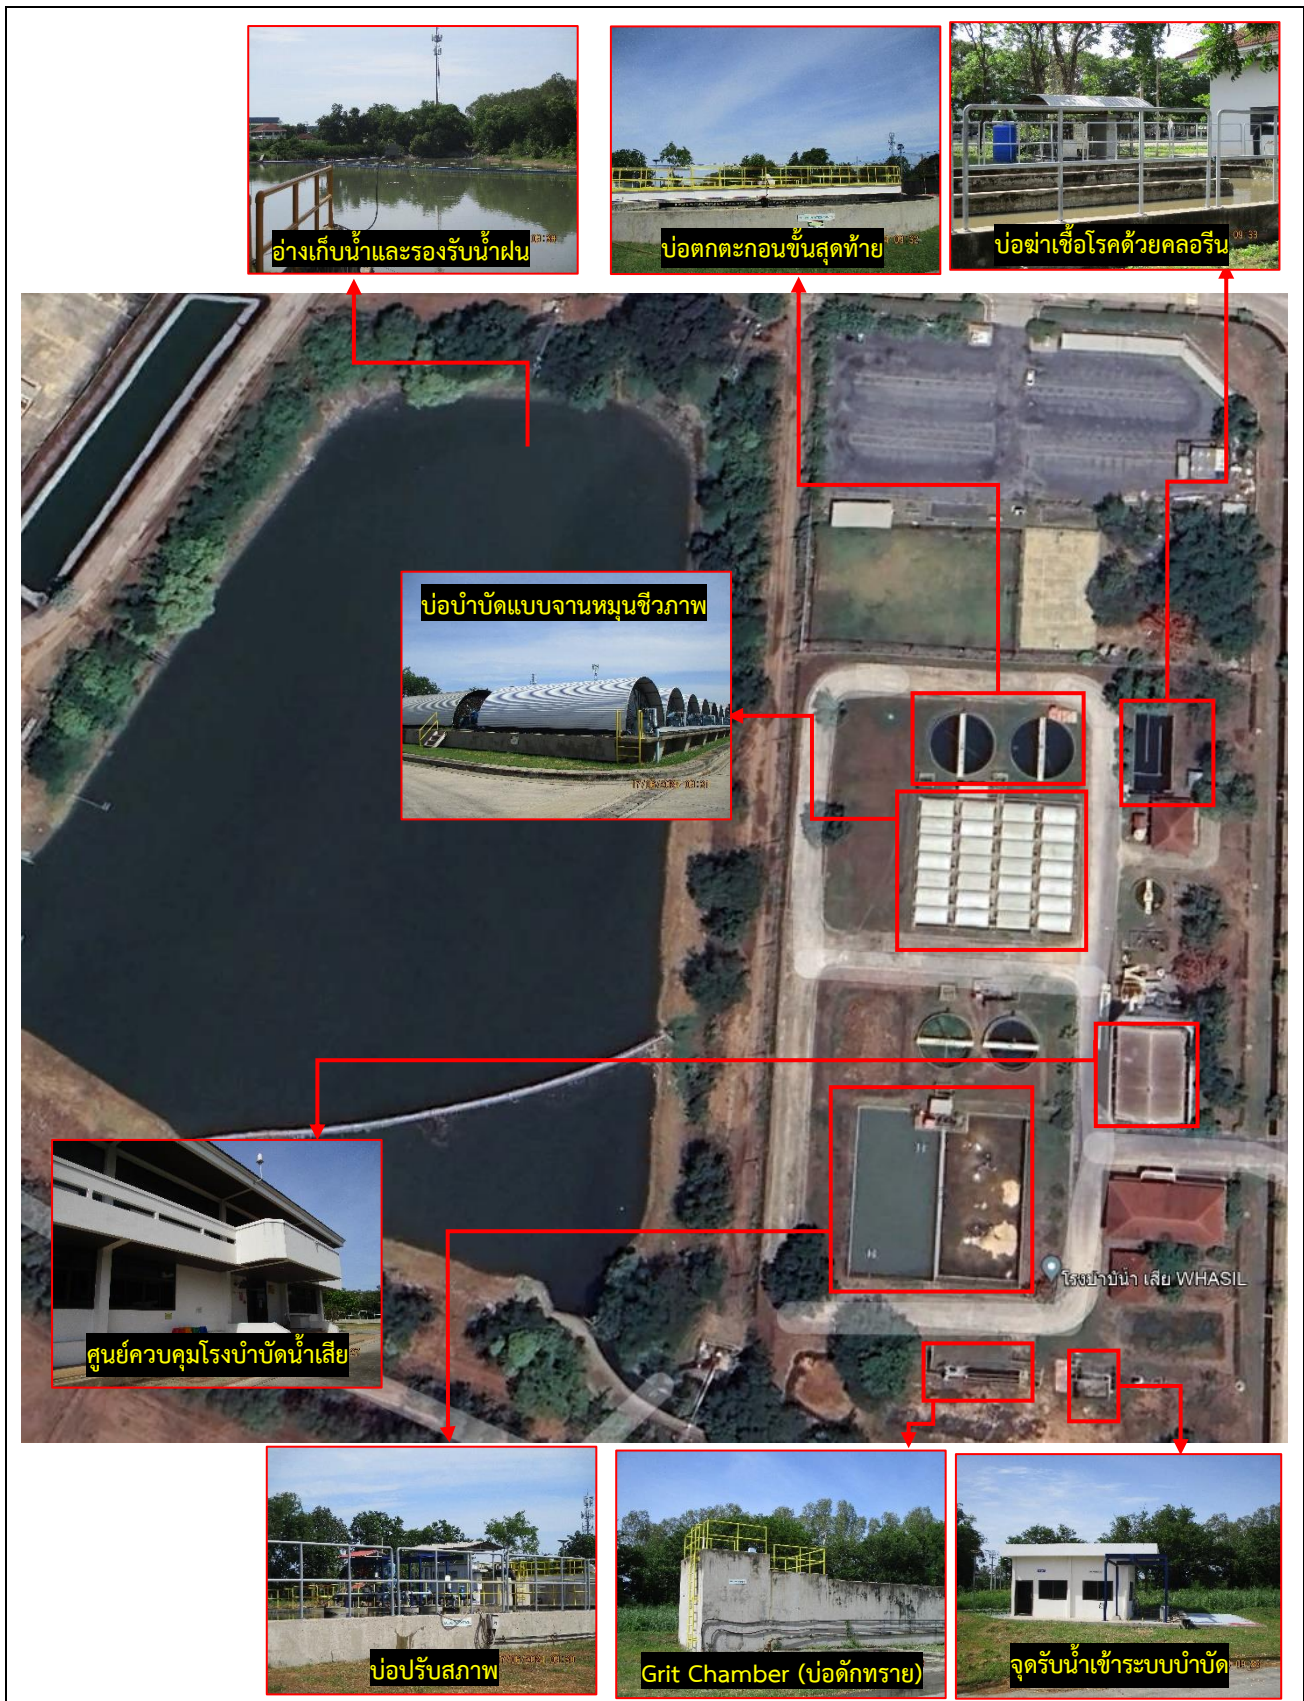 อ่างเก็บน้ำและรองรับน้ำฝน
บ่อตกตะกอนขั้นสุดท้าย
บ่อฆ่าเชื้อโรคด้วยคลอรีน
09:33
บ่อบำบัดแบบจานหมุนชีวภาพ
ศูนย์ควบคุมโรงบำบัดน้ำเสีย
โรงบำบัน้ำ เสีย WHASIL
บ่อปรับสภาพ
Grit Chamber (บ่อดักทราย)
จุดรับน้ำเข้าระบบบำบัด